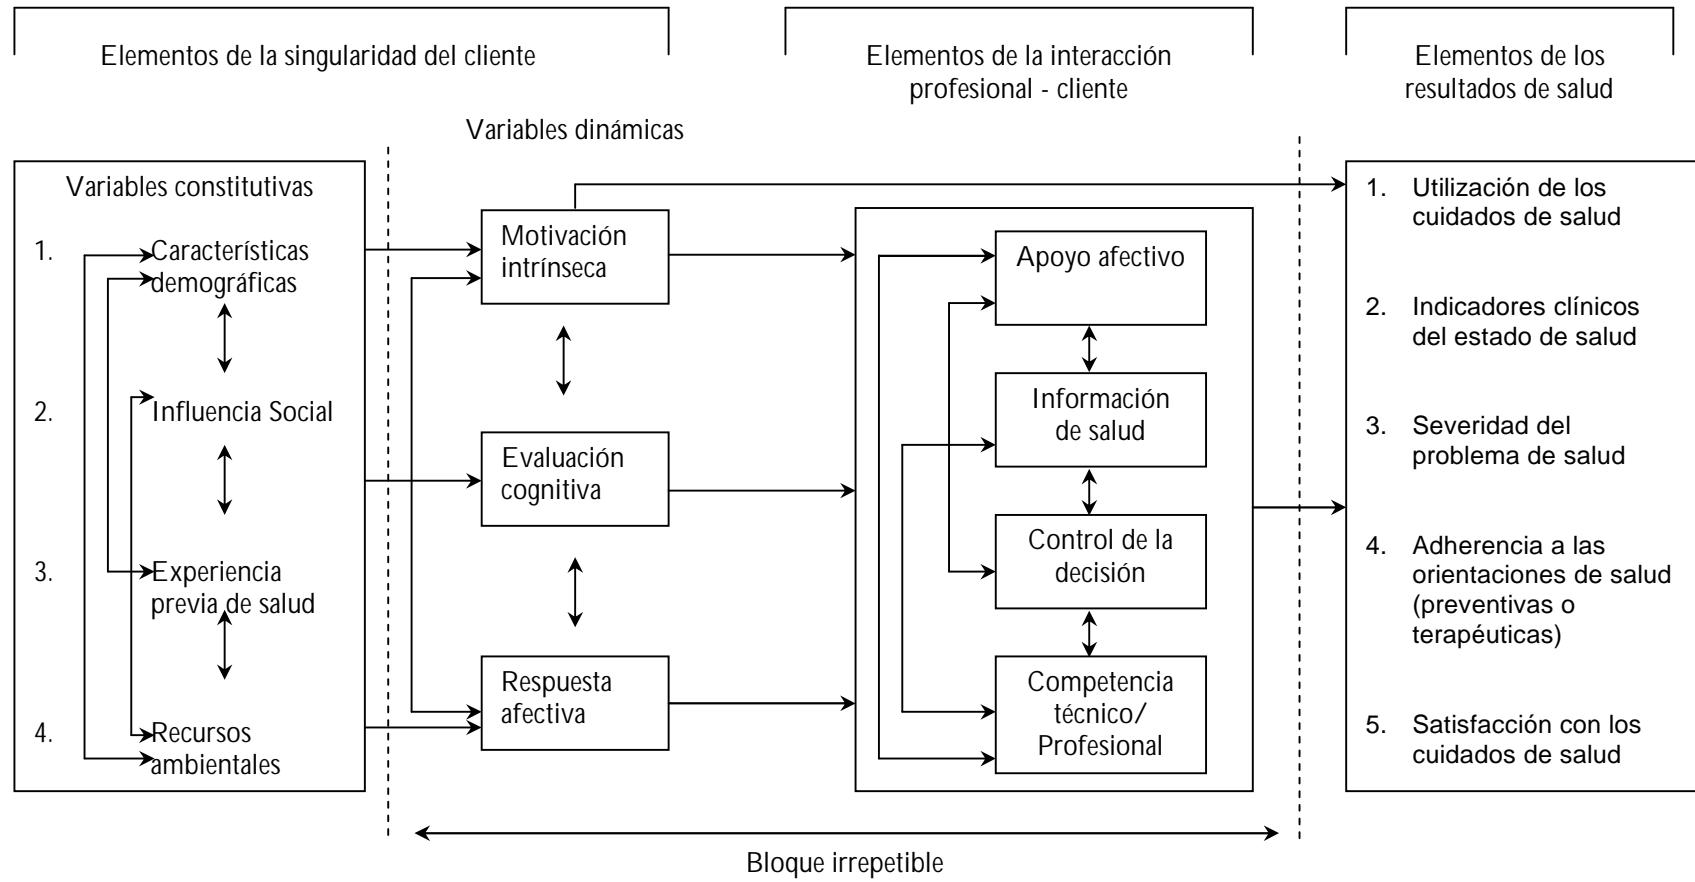 Elementos de la singularidad del cliente
Elementos de la interacción
profesional - cliente
Elementos de los
resultados de salud
Variables dinámicas
Variables constitutivas
1. Característicás
demográficas
2. Influencia Social
3. Experiencia
previa de salud
4. Recursos
ambientales
Motivación
intrínseca
Evaluación
cognitiva
Respuesta
afectiva
Apoyo afectivo
Información
de salud
Control de la
decisión
Competencia
técnico/
Profesional
1. Utilización de los
cuidados de salud
2. Indicadores clínicos
del estado de salud
3. Severidad del
problema de salud
4. Adherencia a las
orientaciones de salud
(preventivas o
terapéuticas)
5. Satisfacción con los
cuidados de salud
Bloque irrepetible